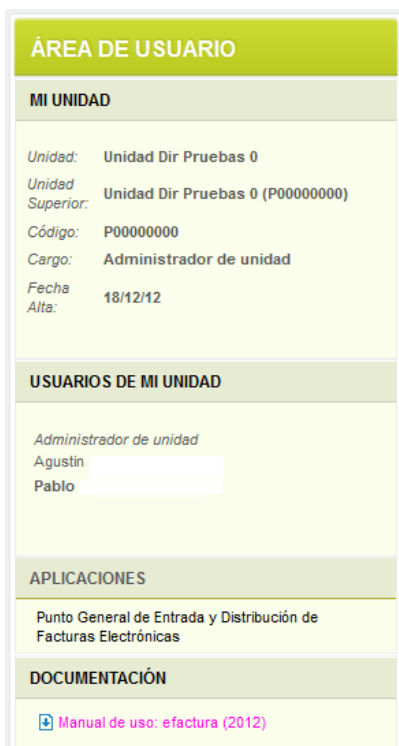 ÁREA DE USUARIO
MI UNIDAD
Unidad: Unidad Dir Pruebas 0
Unidad
Superior: Unidad Dir Pruebas 0 (P00000000)
Código: P00000000
Cargo: Administrador de unidad
Fecha
Alta: 18/12/12
USUARIOS DE MI UNIDAD
Administrador de unidad
Agustin
Pablo
APLICACIONES
Punto General de Entrada y Distribución de
Facturas Electrónicas
DOCUMENTACIÓN
Manual de uso: efactura (2012)